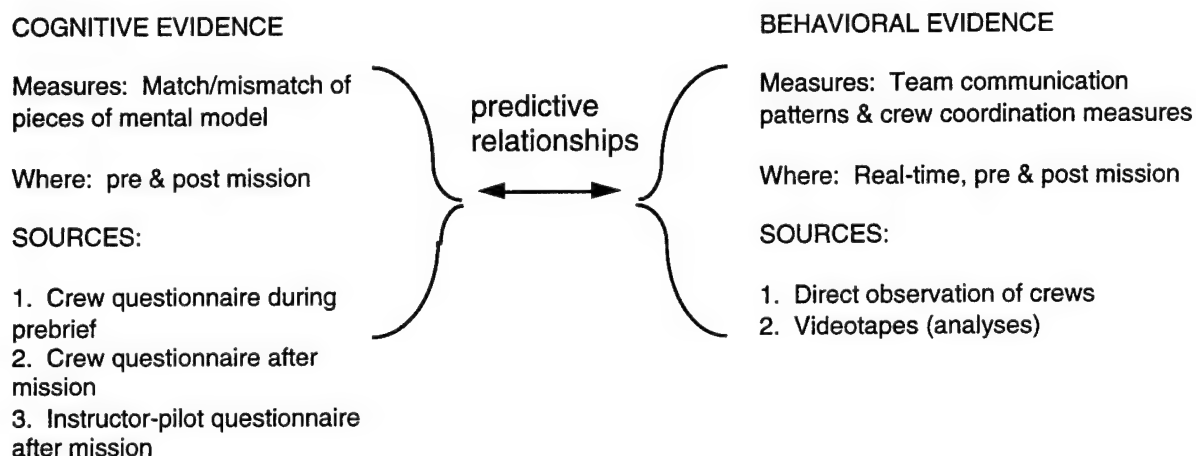 COGNITIVE EVIDENCE
Measures: Match/mismatch of
pieces of mental model
Where: pre & post mission
SOURCES:
1. Crew questionnaire during
prebrief
2. Crew questionnaire after
mission
3. Instructor-pilot questionnaire
after mission
predictive
relationships
BEHAVIORAL EVIDENCE
Measures: Team communication
patterns & crew coordination measures
Where: Real-time, pre & post mission
SOURCES:
1. Direct observation of crews
2. Videotapes (analyses)